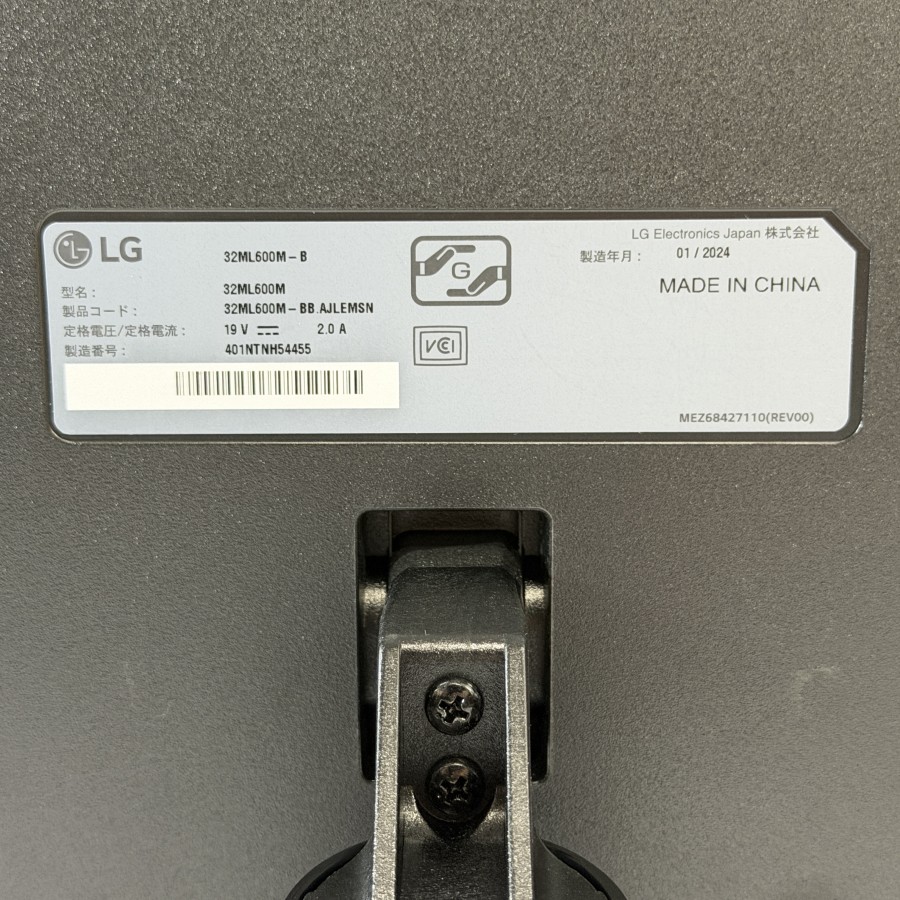 LG
32ML600M-B
型名: 32ML600M
製品コード: 32ML600M-BB.AJLEMSN
定格電圧/定格電流: 19 V 2.0 A
製造番号: 401NTNH54455
G
VCI
LG Electronics Japan 株式会社
製造年月: 01 / 2024
MADE IN CHINA
MEZ68427110(REV00)